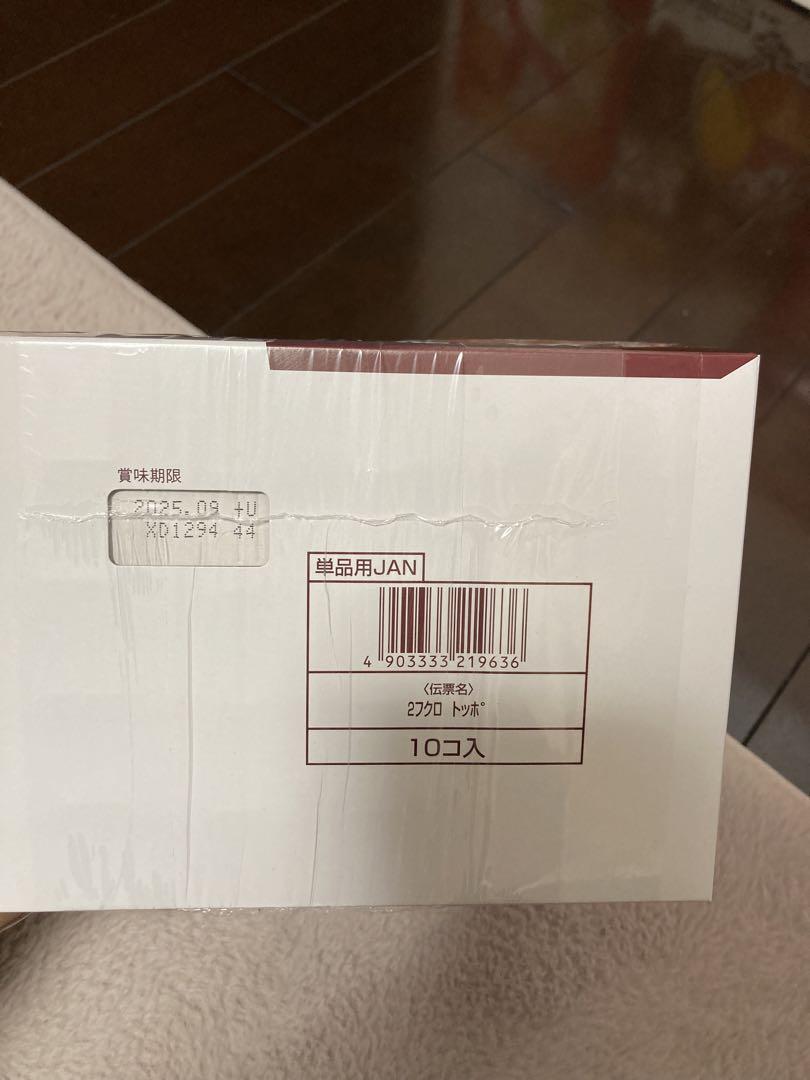 賞味期限
2025.09 +U
XD1294 44
単品用JAN
4 903333 219636
〈伝票名〉
2フクロ トッポ
10コ入